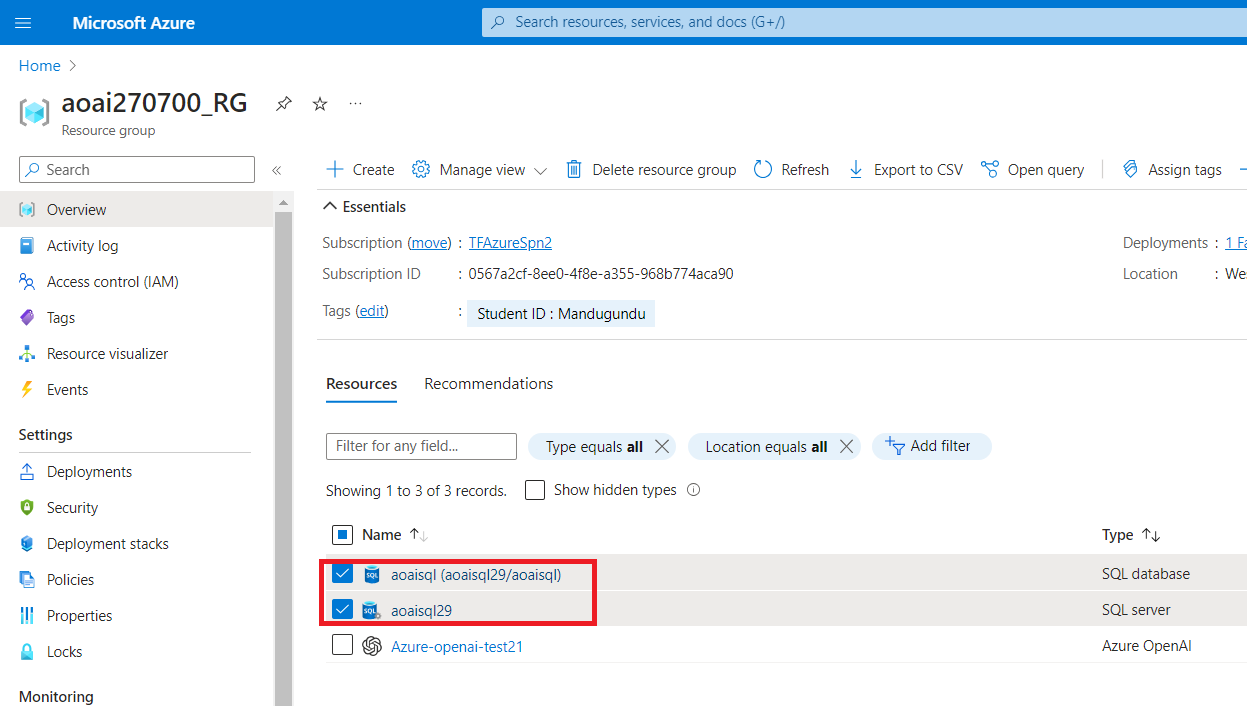 Microsoft Azure
Search resources, services, and docs (G+/)
Home
aoai270700_RG
Resource group
Search
Overview
Activity log
Access control (IAM)
Tags
Resource visualizer
Events
Settings
Deployments
Security
Deployment stacks
Policies
Properties
Locks
Monitoring
Create Manage view Delete resource group Refresh Export to CSV Open query Assign tags
Essentials
Subscription (move) : TFAzureSpn2
Subscription ID : 0567a2cf-8ee0-4f8e-a355-968b774aca90
Tags (edit) : Student ID : Mandugundu
Deployments : 1 Fa
Location : Wes
Resources Recommendations
Filter for any field... Type equals all Location equals all Add filter
Showing 1 to 3 of 3 records. Show hidden types
Name Type
aoaisql (aoaisql29/aoaisql) SQL database
aoaisql29 SQL server
Azure-openai-test21 Azure OpenAI